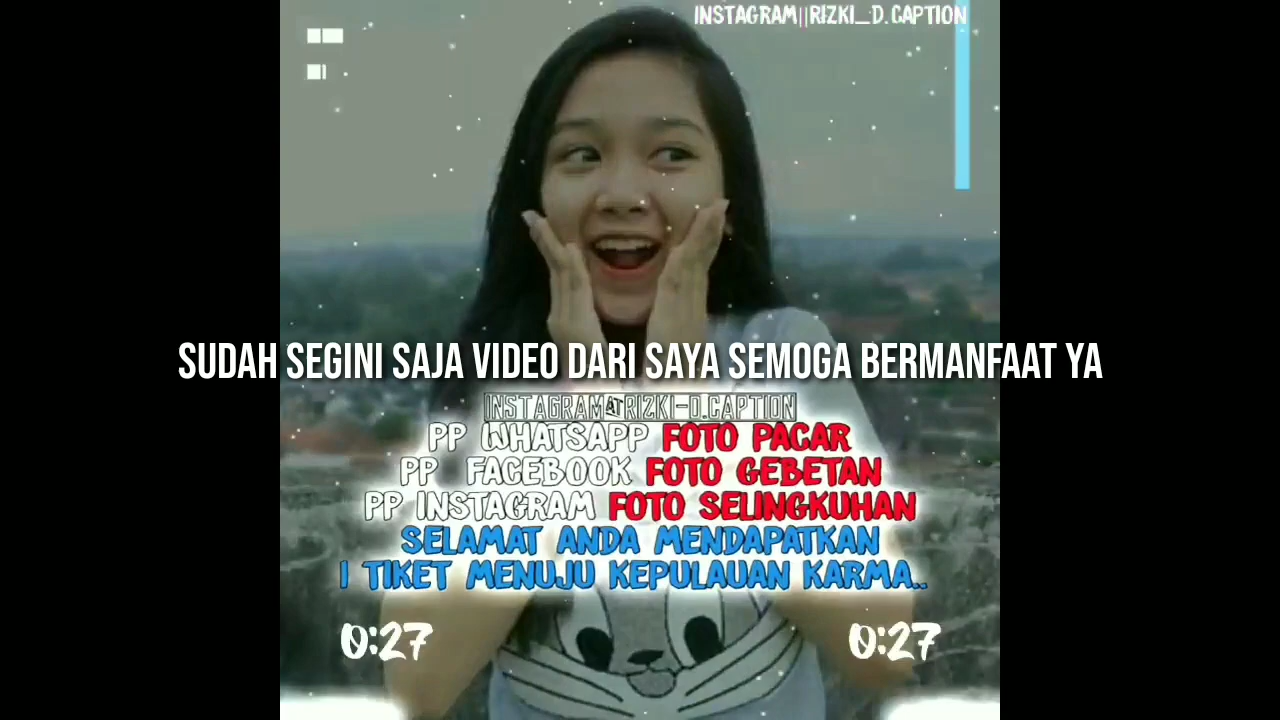 INSTAGRAM||RIZKI_D.CAPTION
SUDAH SEGINI SAJA VIDEO DARI SAYA SEMOGA BERMANFAAT YA
INSTAGRAM AT RIZKI-D.CAPTION
PP WHATSAPP FOTO PACAR
PP FACEBOOK FOTO GEBETAN
PP INSTAGRAM FOTO SELINGKUHAN
SELAMAT ANDA MENDAPATKAN
1 TIKET MENUJU KEPULAUAN KARMA..
0:27 0:27